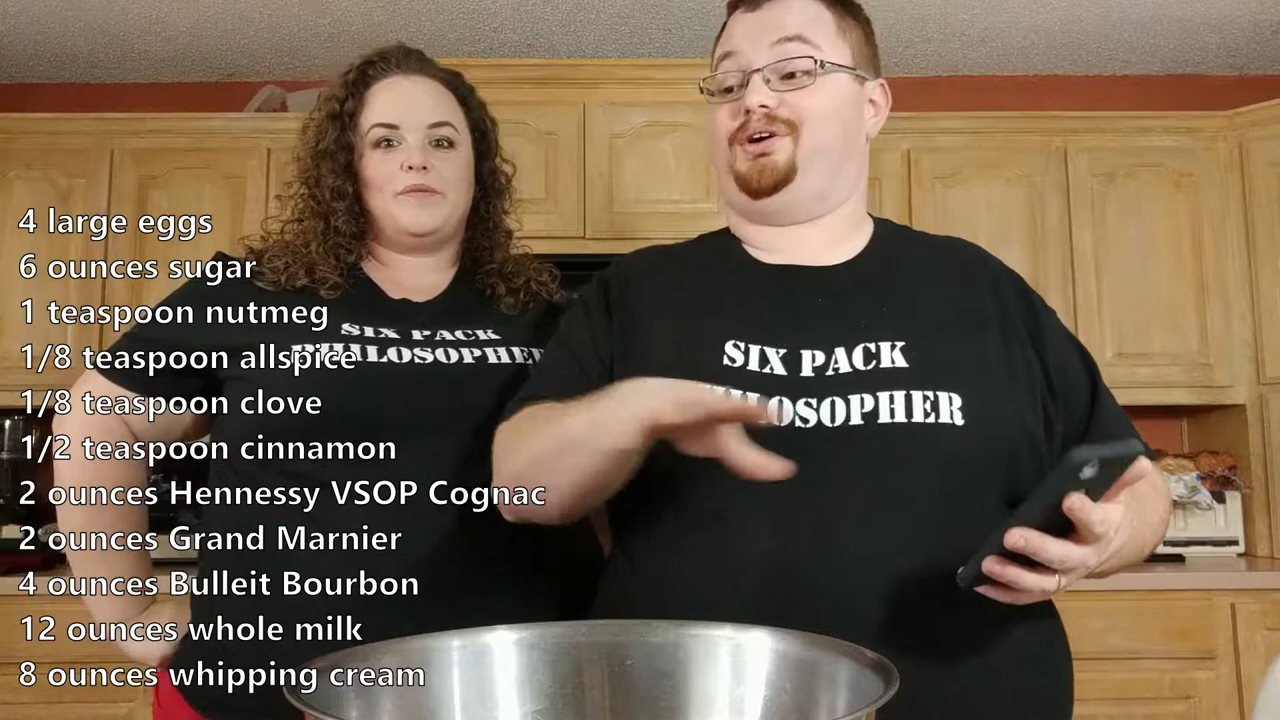 4 large eggs
6 ounces sugar
1 teaspoon nutmeg
1/8 teaspoon allspice
1/8 teaspoon clove
1/2 teaspoon cinnamon
2 ounces Hennessy VSOP Cognac
2 ounces Grand Marnier
4 ounces Bulleit Bourbon
12 ounces whole milk
8 ounces whipping cream
SIX PACK
PHILOSOPHER
SIX PACK
PHILOSOPHER